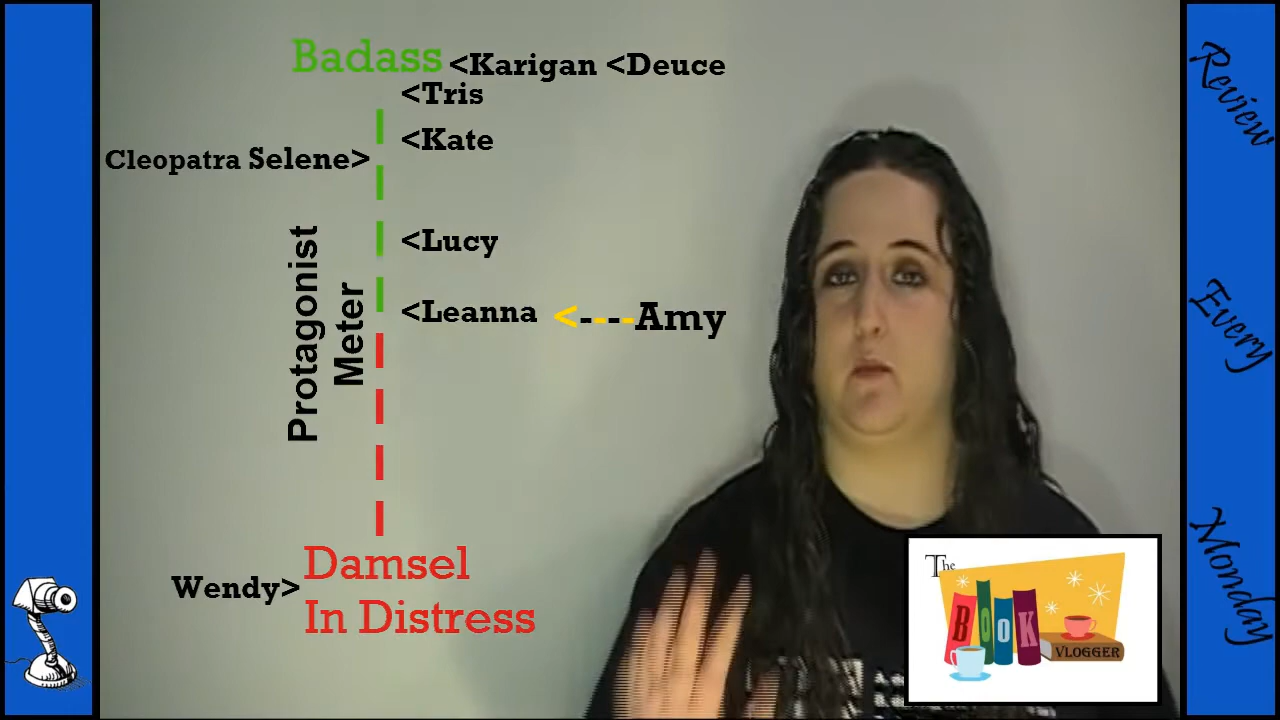 Badass <Karigan <Deuce
<Tris
<Kate
Cleopatra Selene>
<Lucy
Protagonist
Meter
<Leanna <----Amy
Wendy> Damsel
In Distress
Review
Every
Monday
The
BOOK
VLOGGER